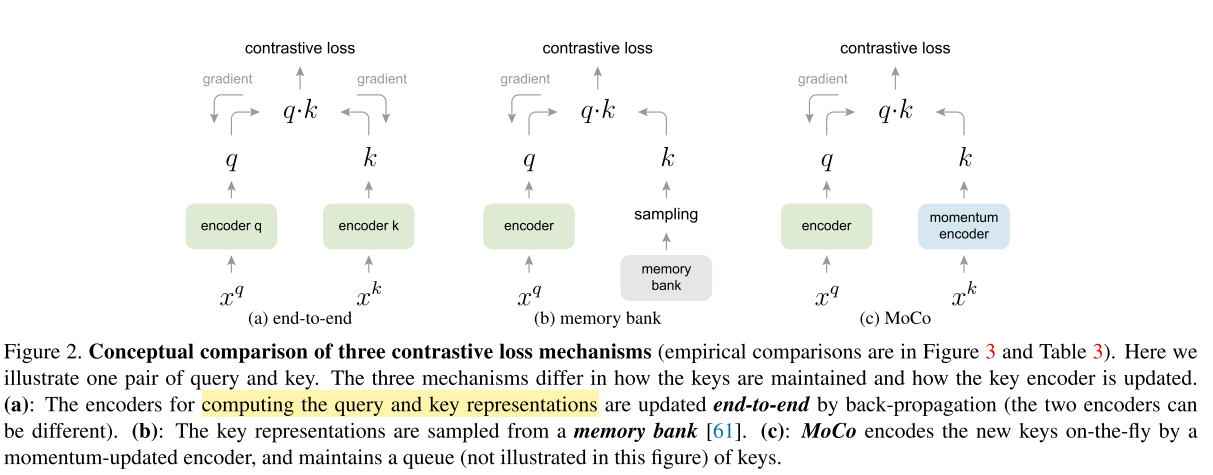 contrastive loss contrastive loss contrastive loss
gradient gradient gradient gradient
q·k q·k q·k
q k q k q k
sampling
encoder q encoder k encoder momentum encoder encoder
memory bank
x^q x^k x^q x^q x^k
(a) end-to-end (b) memory bank (c) MoCo
Figure 2. Conceptual comparison of three contrastive loss mechanisms (empirical comparisons are in Figure 3 and Table 3). Here we
illustrate one pair of query and key. The three mechanisms differ in how the keys are maintained and how the key encoder is updated.
(a): The encoders for computing the query and key representations are updated end-to-end by back-propagation (the two encoders can
be different). (b): The key representations are sampled from a memory bank [61]. (c): MoCo encodes the new keys on-the-fly by a
momentum-updated encoder, and maintains a queue (not illustrated in this figure) of keys.